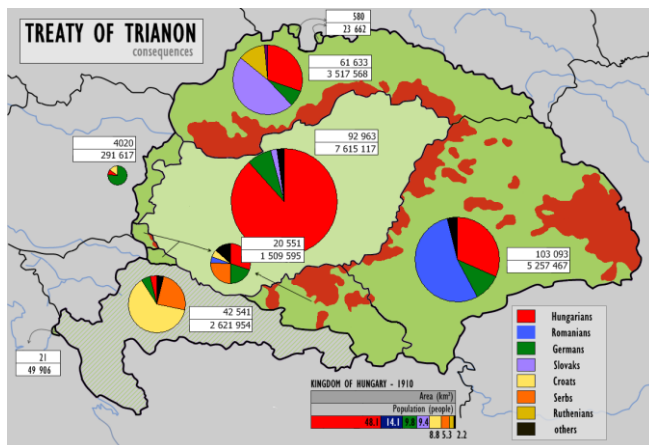 TREATY OF TRIANON
consequences
580
23 662
61 633
3 517 568
92 963
7 615 117
4020
291 617
20 551
1 509 595
103 093
5 257 467
42 541
2 621 954
21
49 906
Hungarians
Romanians
Germans
Slovaks
Croats
Serbs
Ruthenians
others
KINGDOM OF HUNGARY - 1910
Area (km²)
Population (people)
48.1 14.1 9.8 9.4
8.8 5.3 2.2